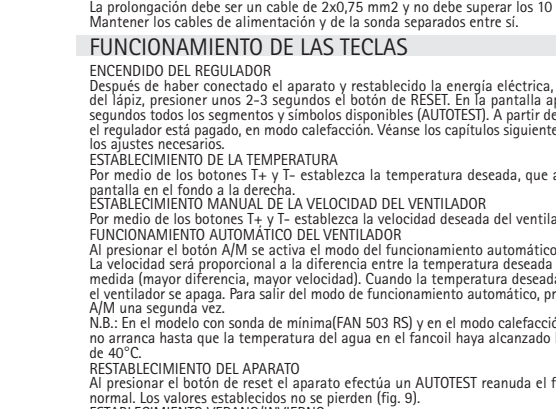 La prolongación debe ser un cable de 2x0,75 mm2 y no debe superar los 10
Mantener los cables de alimentación y de la sonda separados entre sí.
FUNCIONAMIENTO DE LAS TECLAS
ENCENDIDO DEL REGULADOR
Después de haber conectado el aparato y restablecido la energía eléctrica,
del lápiz, presioner unos 2-3 segundos el botón de RESET. En la pantalla a
segundos todos los segmentos y símbolos disponibles (AUTOTEST). A partir de
el regulador está pagado, en modo calefacción. Véanse los capítulos siguiente
los ajustes necesarios.
ESTABLECIMIENTO DE LA TEMPERATURA
Por medio de los botones T+ y T- establezca la temperatura deseada, que a
pantalla en el fondo a la derecha.
ESTABLECIMIENTO MANUAL DE LA VELOCIDAD DEL VENTILADOR
Por medio de los botones T+ y T- establezca la velocidad deseada del ventila
FUNCIONAMIENTO AUTOMÁTICO DEL VENTILADOR
Al presionar el botón A/M se activa el modo del funcionamiento automático
La velocidad será proporcional a la diferencia entre la temperatura deseada
medida (mayor diferencia, mayor velocidad). Cuando la temperatura desead
el ventilador se apaga. Para salir del modo de funcionamiento automático, pr
A/M una segunda vez.
N.B.: En el modelo con sonda de mínima(FAN 503 RS) y en el modo calefacci
no arranca hasta que la temperatura del agua en el fancoil haya alcanzado
de 40°C.
RESTABLECIMIENTO DEL APARATO
Al presionar el botón de reset el aparato efectúa un AUTOTEST reanuda el f
normal. Los valores establecidos no se pierden (fig. 9).
ESTABLECIMIENTO VERANO/INVIERNO